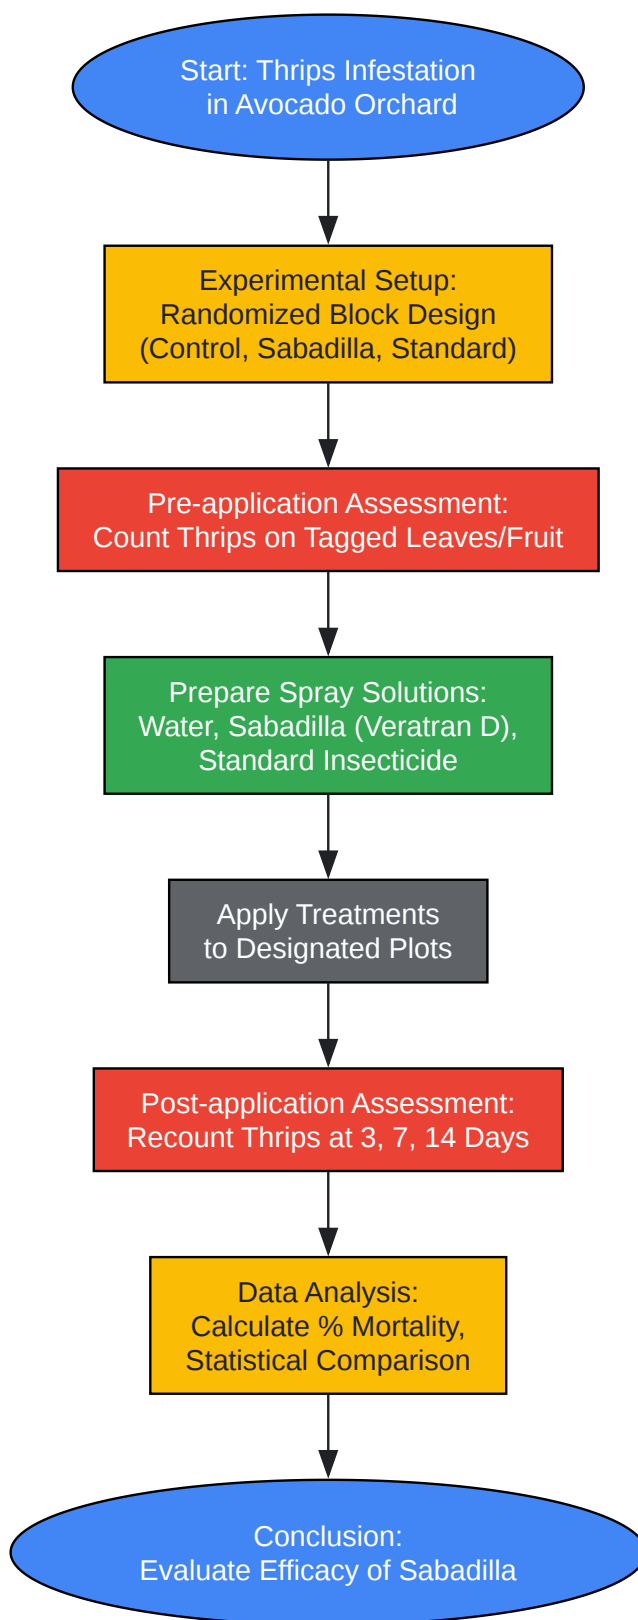 Start: Thrips Infestation
in Avocado Orchard
Experimental Setup:
Randomized Block Design
(Control, Sabadilla, Standard)
Pre-application Assessment:
Count Thrips on Tagged Leaves/Fruit
Prepare Spray Solutions:
Water, Sabadilla (Veratran D),
Standard Insecticide
Apply Treatments
to Designated Plots
Post-application Assessment:
Recount Thrips at 3, 7, 14 Days
Data Analysis:
Calculate % Mortality,
Statistical Comparison
Conclusion:
Evaluate Efficacy of Sabadilla